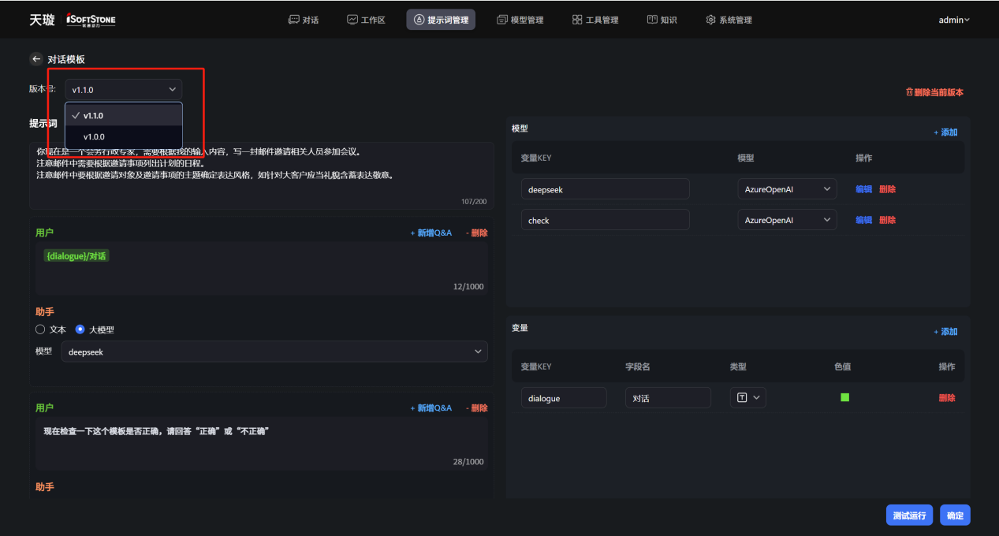 天璇 iSoftStone 软通动力 对话 工作区 提示词管理 模型管理 工具管理 知识 系统管理 admin
对话模板
版本号: v1.1.0 删除当前版本
v1.1.0
v1.0.0
提示词
你现在是一个会务行政专家，需要根据我的输入内容，写一封邮件邀请相关人员参加会议。
注意邮件中需要根据邀请事项列出计划的日程。
注意邮件中要根据邀请对象及邀请事项的主题确定表达风格，如针对大客户应当礼貌含蓄表达敬意。
107/200
用户 + 新增Q&A - 删除
{dialogue}/对话
12/1000
助手
文本 大模型
模型 deepseek
用户 + 新增Q&A - 删除
现在检查一下这个模板是否正确，请回答“正确”或“不正确”
28/1000
助手
模型 + 添加
变量KEY 模型 操作
deepseek AzureOpenAI 编辑 删除
check AzureOpenAI 编辑 删除
变量 + 添加
变量KEY 字段名 类型 色值 操作
dialogue 对话 T 删除
测试运行 确定